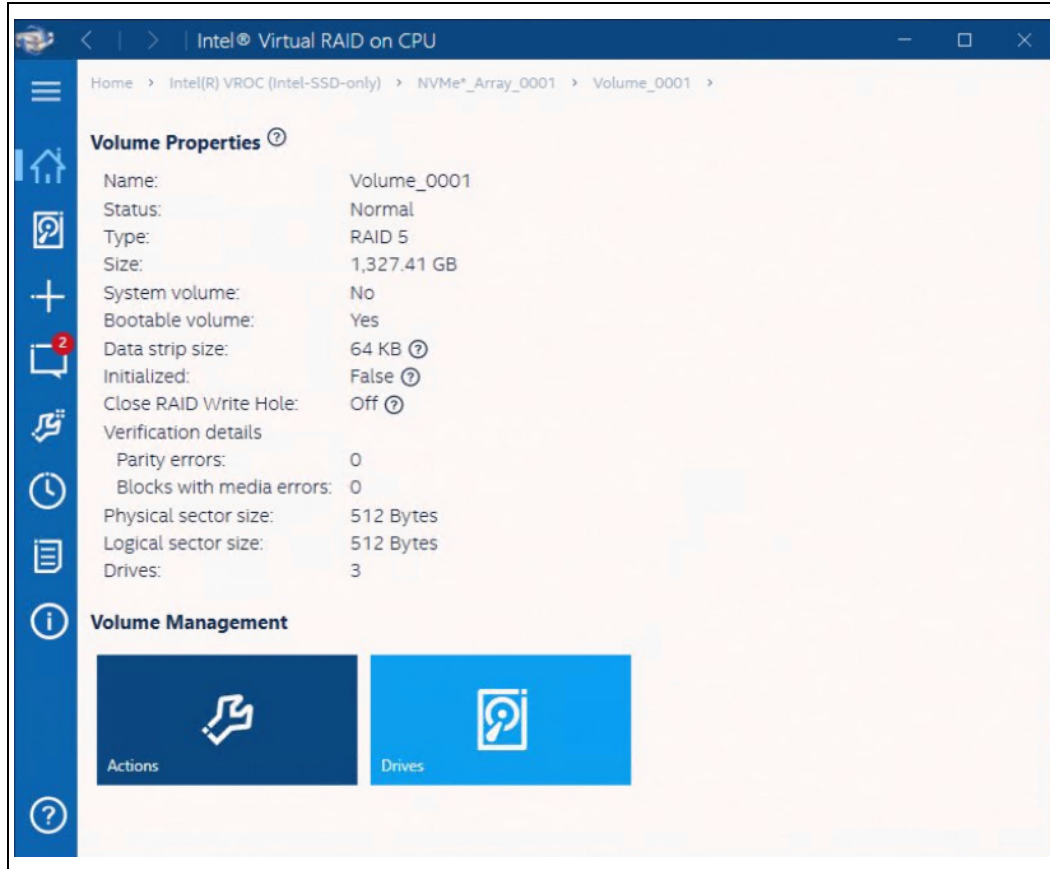 Intel® Virtual RAID on CPU
Home > Intel(R) VROC (Intel-SSD-only) > NVMe*_Array_0001 > Volume_0001 >
Volume Properties ?
Name: Volume_0001
Status: Normal
Type: RAID 5
Size: 1,327.41 GB
System volume: No
Bootable volume: Yes
Data strip size: 64 KB ?
2
Initialized: False ?
Close RAID Write Hole: Off ?
Verification details
Parity errors: 0
Blocks with media errors: 0
Physical sector size: 512 Bytes
Logical sector size: 512 Bytes
Drives: 3
Volume Management
Actions
Drives